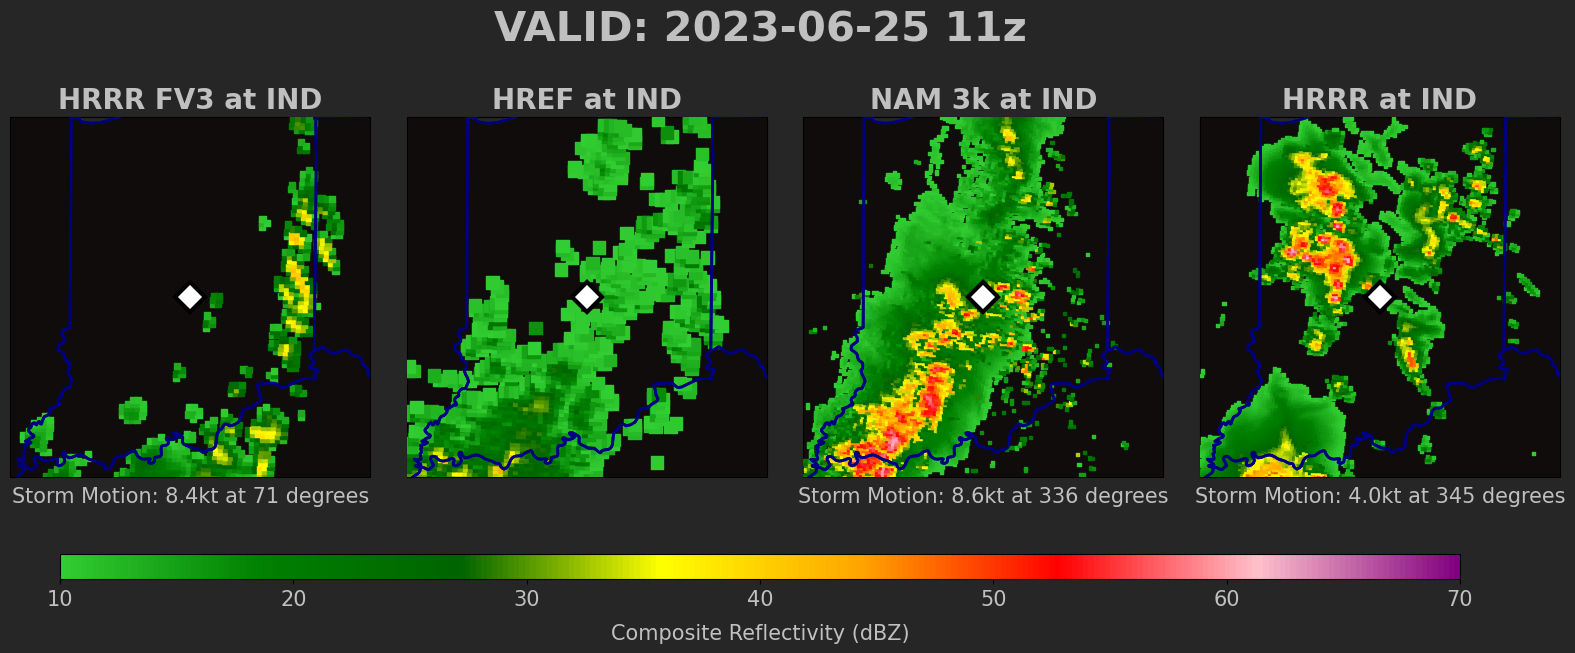 VALID: 2023-06-25 11z
HRRR FV3 at IND
HREF at IND
NAM 3k at IND
HRRR at IND
Storm Motion: 8.4kt at 71 degrees
Storm Motion: 8.6kt at 336 degrees
Storm Motion: 4.0kt at 345 degrees
10 20 30 40 50 60 70
Composite Reflectivity (dBZ)